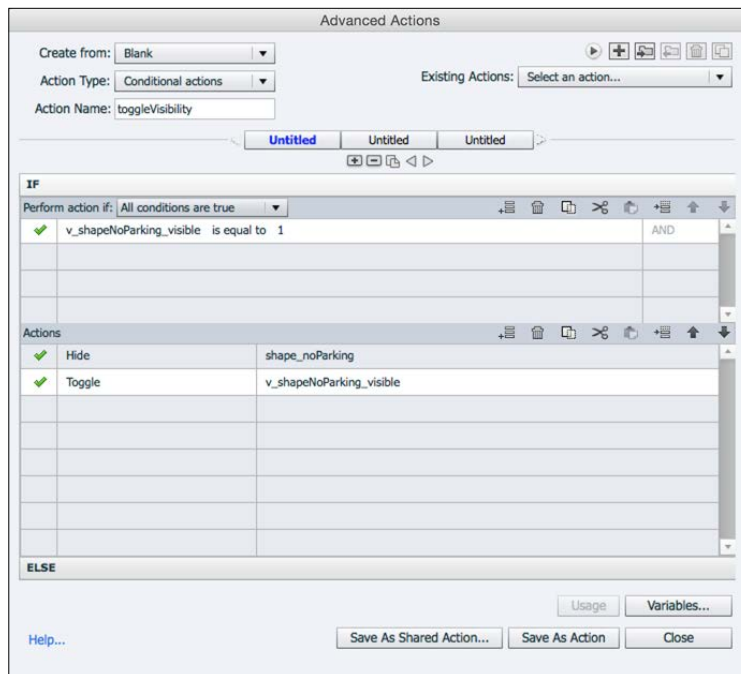 Advanced Actions
Create from: Blank
Action Type: Conditional actions
Existing Actions: Select an action...
Action Name: toggleVisibility
Untitled Untitled Untitled
IF
Perform action if: All conditions are true
v_shapeNoParking_visible is equal to 1 AND
Actions
Hide shape_noParking
Toggle v_shapeNoParking_visible
ELSE
Usage Variables...
Help... Save As Shared Action... Save As Action Close